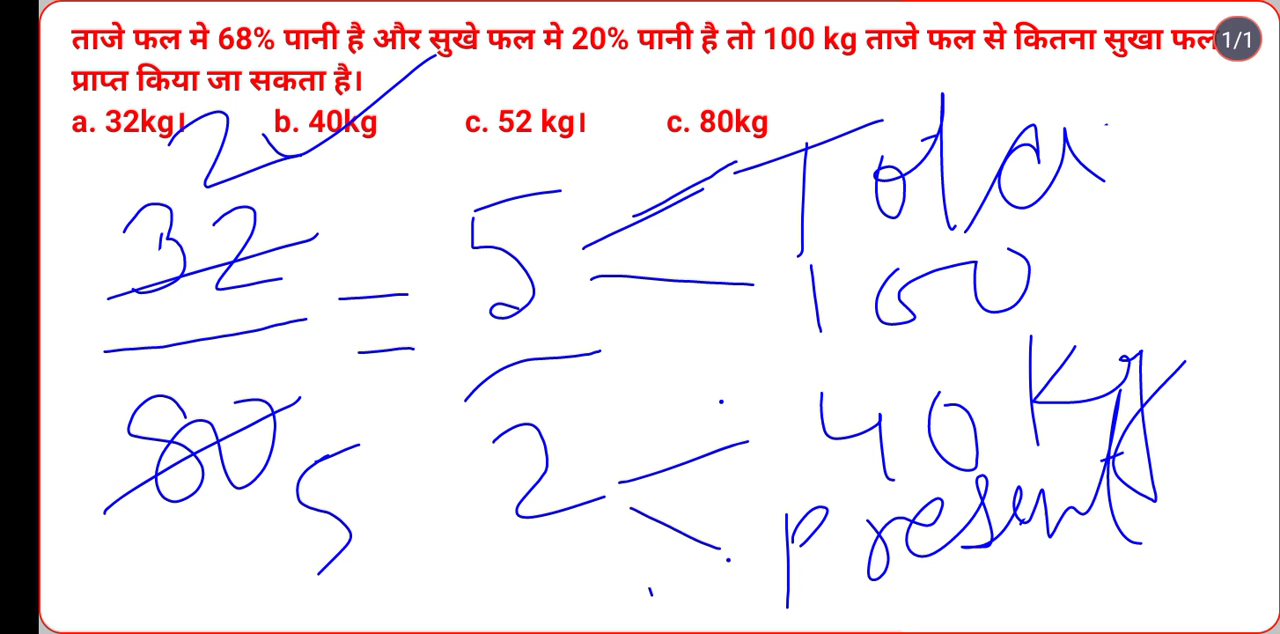 ताजे फल मे 68% पानी है और सुखे फल मे 20% पानी है तो 100 kg ताजे फल से कितना सुखा फल 1/1
प्राप्त किया जा सकता है।
a. 32kg। b. 40kg c. 52 kg। c. 80kg
2
32 = 5 Total
100
80 5 2 40 Kg
present